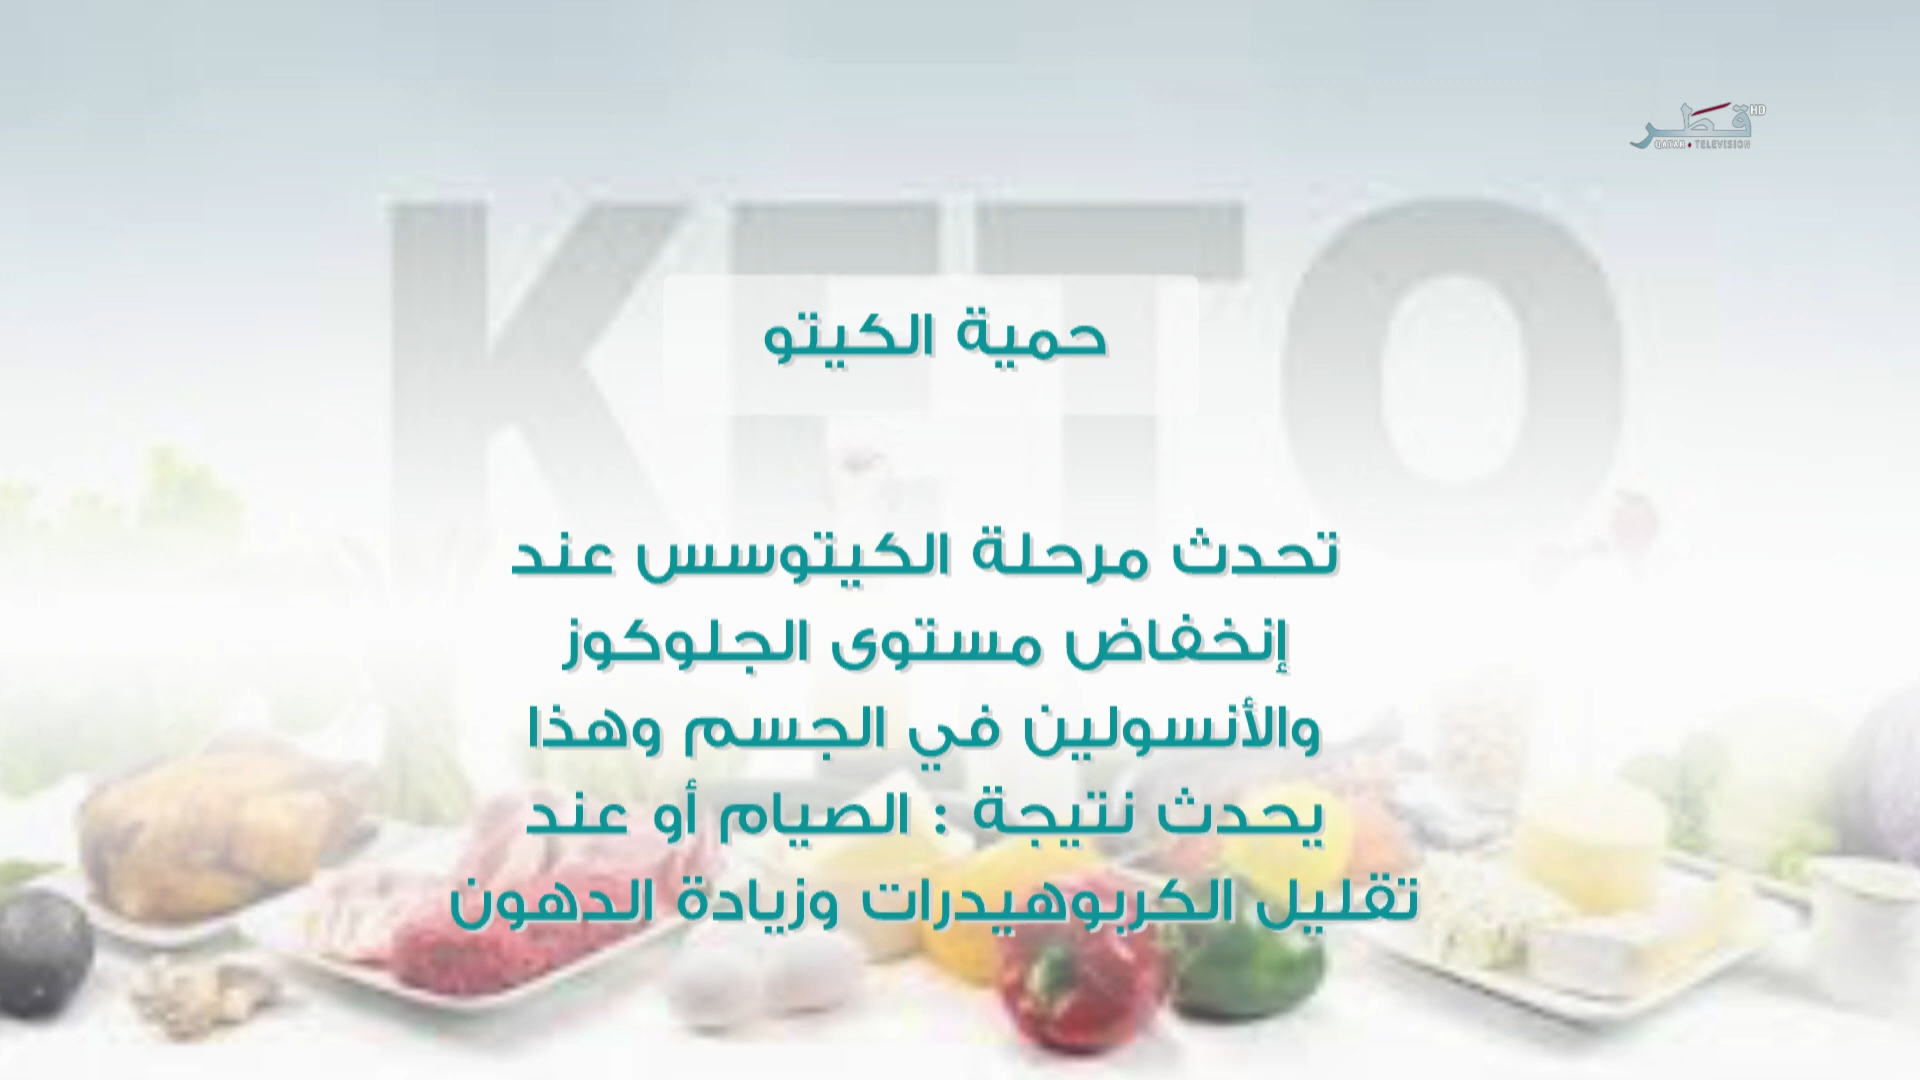 قطر HD
QATAR TELEVISION
KETO
حمية الكيتو
تحدث مرحلة الكيتوسس عند
إنخفاض مستوى الجلوكوز
والأنسولين في الجسم وهذا
يحدث نتيجة : الصيام أو عند
تقليل الكربوهيدرات وزيادة الدهون